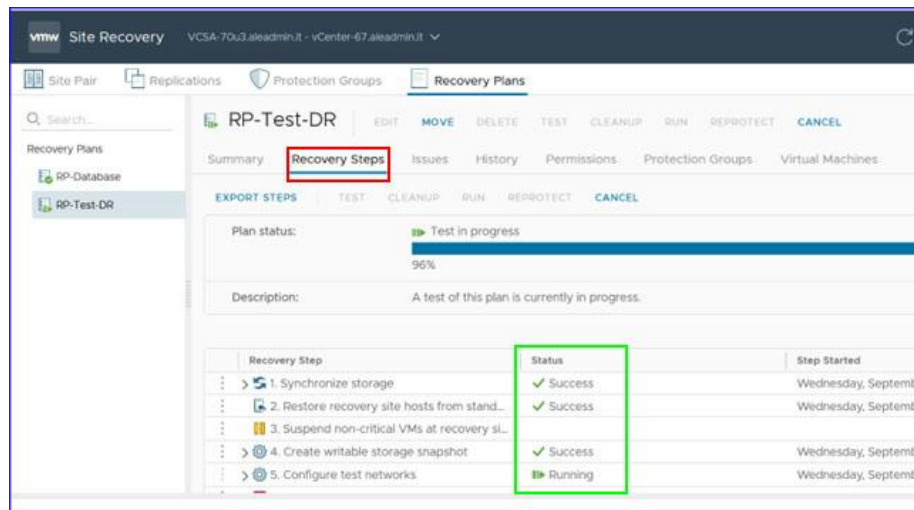 vmw Site Recovery VCSA-70u3.aleadmin.it - vCenter-67.aleadmin.it
Site Pair Replications Protection Groups Recovery Plans
Search...
Recovery Plans
RP-Database
RP-Test-DR
RP-Test-DR EDIT MOVE DELETE TEST CLEANUP RUN REPROTECT CANCEL
Summary Recovery Steps Issues History Permissions Protection Groups Virtual Machines
EXPORT STEPS TEST CLEANUP RUN REPROTECT CANCEL
Plan status: Test in progress
96%
Description: A test of this plan is currently in progress.
Recovery Step Status Step Started
1. Synchronize storage Success Wednesday, Septemb
2. Restore recovery site hosts from stand... Success Wednesday, Septemb
3. Suspend non-critical VMs at recovery si...
4. Create writable storage snapshot Success Wednesday, Septemb
5. Configure test networks Running Wednesday, Septemb